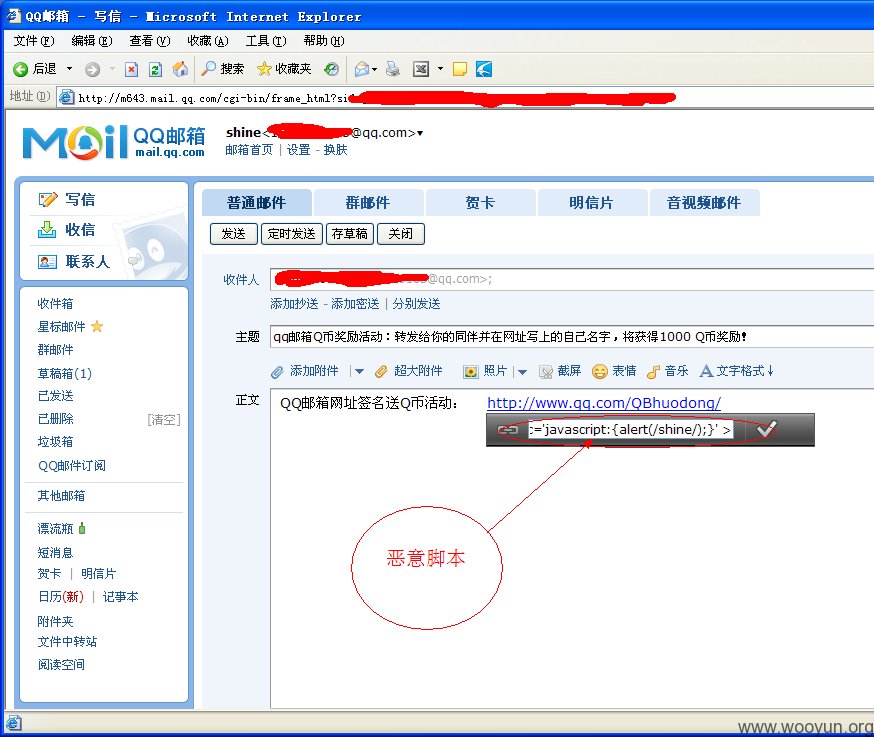 QQ邮箱 - 写信 - Microsoft Internet Explorer
文件(F) 编辑(E) 查看(V) 收藏(A) 工具(T) 帮助(H)
后退 搜索 收藏夹
地址(D) http://m643.mail.qq.com/cgi-bin/frame_html?si
Mail QQ邮箱 mail.qq.com
shine< @qq.com>
邮箱首页 | 设置 - 换肤
写信
收信
联系人
收件箱
星标邮件
群邮件
草稿箱(1)
已发送
已删除 [清空]
垃圾箱
QQ邮件订阅
其他邮箱
漂流瓶
短消息
贺卡 | 明信片
日历(新) | 记事本
附件夹
文件中转站
阅读空间
普通邮件 群邮件 贺卡 明信片 音视频邮件
发送 定时发送 存草稿 关闭
收件人 @qq.com>;
添加抄送 - 添加密送 | 分别发送
主题 qq邮箱Q币奖励活动：转发给你的同伴并在网址写上的自己名字，将获得1000 Q币奖励!
添加附件 | 超大附件 照片 | 截屏 表情 音乐 A文字格式↓
正文 QQ邮箱网址签名送Q币活动： http://www.qq.com/QBhuodong/
c='javascript:{alert(/shine/);}' >
恶意脚本
www.wooyun.org